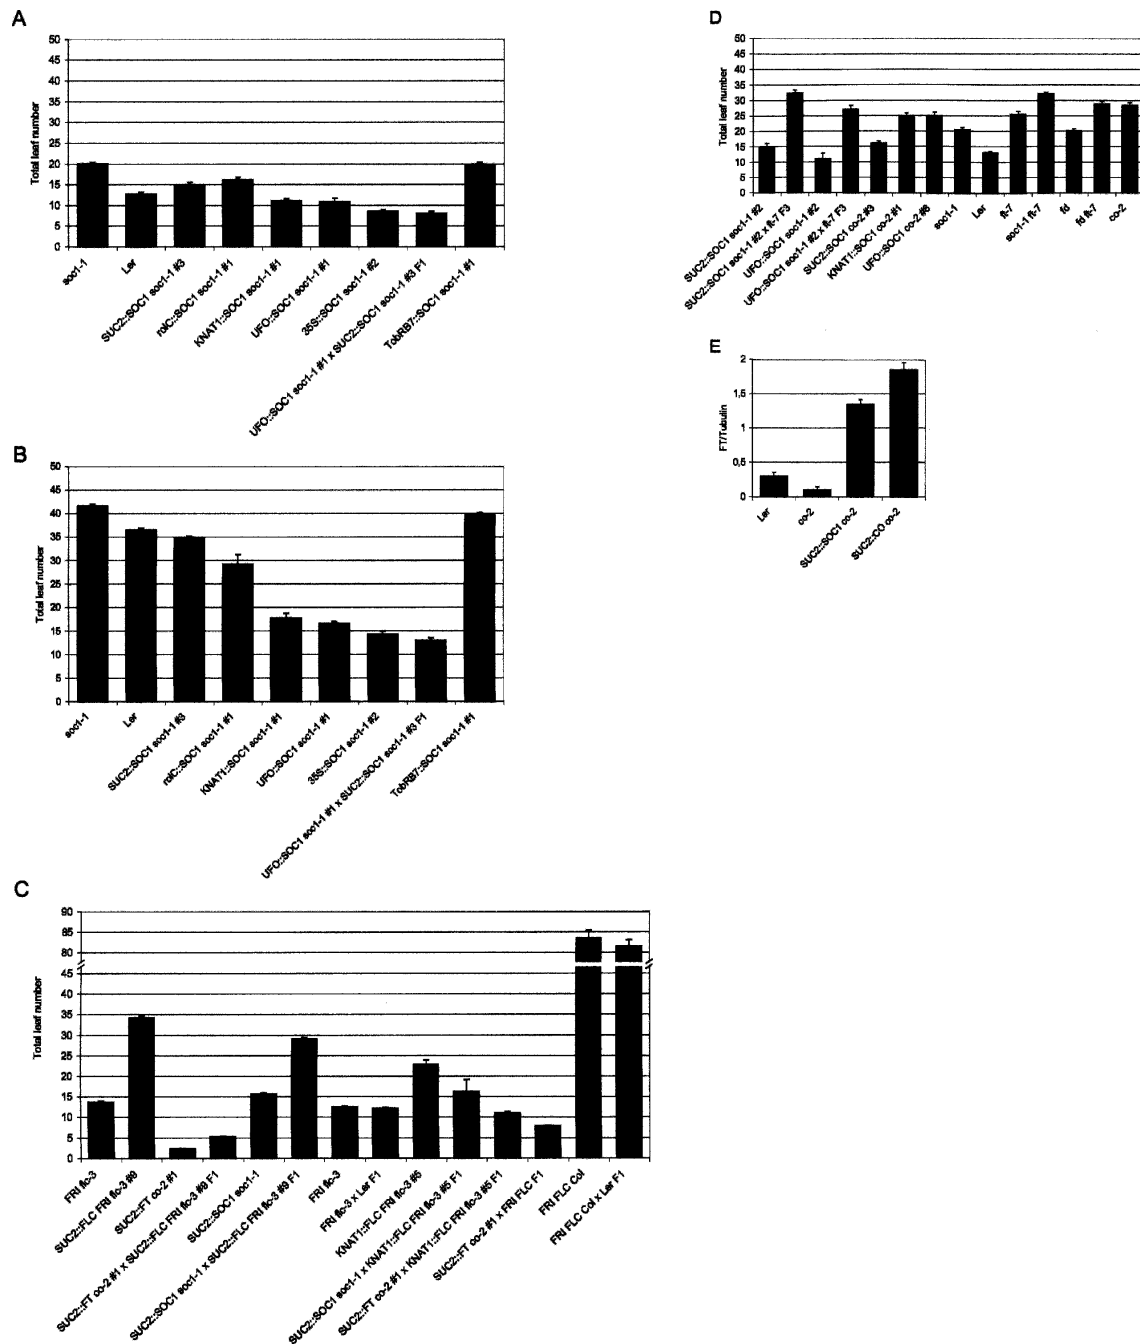 A
Total leaf number
50
45
40
35
30
25
20
15
10
5
0
soc1-1
Ler
SUC2::SOC1 soc1-1 #3
rolC::SOC1 soc1-1 #1
KNAT1::SOC1 soc1-1 #1
UFO::SOC1 soc1-1 #1
35S::SOC1 soc1-1 #2
UFO::SOC1 soc1-1 #1 x SUC2::SOC1 soc1-1 #3 F1
TobRB7::SOC1 soc1-1 #1
B
Total leaf number
50
45
40
35
30
25
20
15
10
5
0
soc1-1
Ler
SUC2::SOC1 soc1-1 #3
rolC::SOC1 soc1-1 #1
KNAT1::SOC1 soc1-1 #1
UFO::SOC1 soc1-1 #1
35S::SOC1 soc1-1 #2
UFO::SOC1 soc1-1 #1 x SUC2::SOC1 soc1-1 #3 F1
TobRB7::SOC1 soc1-1 #1
C
Total leaf number
90
85
80
45
35
30
25
20
15
10
5
0
FRI flc-3
SUC2::FLC FRI flc-3 #9
SUC2::FT co-2 #1
SUC2::FT co-2 #1 x SUC2::FLC FRI flc-3 #9 F1
SUC2::SOC1 soc1-1
SUC2::SOC1 soc1-1 x SUC2::FLC FRI flc-3 #9 F1
FRI flc-3
FRI flc-3 x Ler F1
KNAT1::FLC FRI flc-3 #5
SUC2::SOC1 soc1-1 x KNAT1::FLC FRI flc-3 #5 F1
SUC2::FT co-2 #1 x KNAT1::FLC FRI flc-3 #5 F1
SUC2::FT co-2 #1 x FRI FLC F1
FRI FLC Col
FRI FLC Col x Ler F1
D
Total leaf number
50
45
40
35
30
25
20
15
10
5
0
SUC2::SOC1 soc1-1 #2
SUC2::SOC1 soc1-1 #2 x ft-7 F3
UFO::SOC1 soc1-1 #2
UFO::SOC1 soc1-1 #2 x ft-7 F3
SUC2::SOC1 co-2 #3
KNAT1::SOC1 co-2 #1
UFO::SOC1 co-2 #8
soc1-1
Ler
ft-7
soc1-1 ft-7
fd
fd ft-7
co-2
E
FT/Tubulin
2
1.5
1
0,5
0
Ler
co-2
SUC2::SOC1 co-2
SUC2::CO co-2